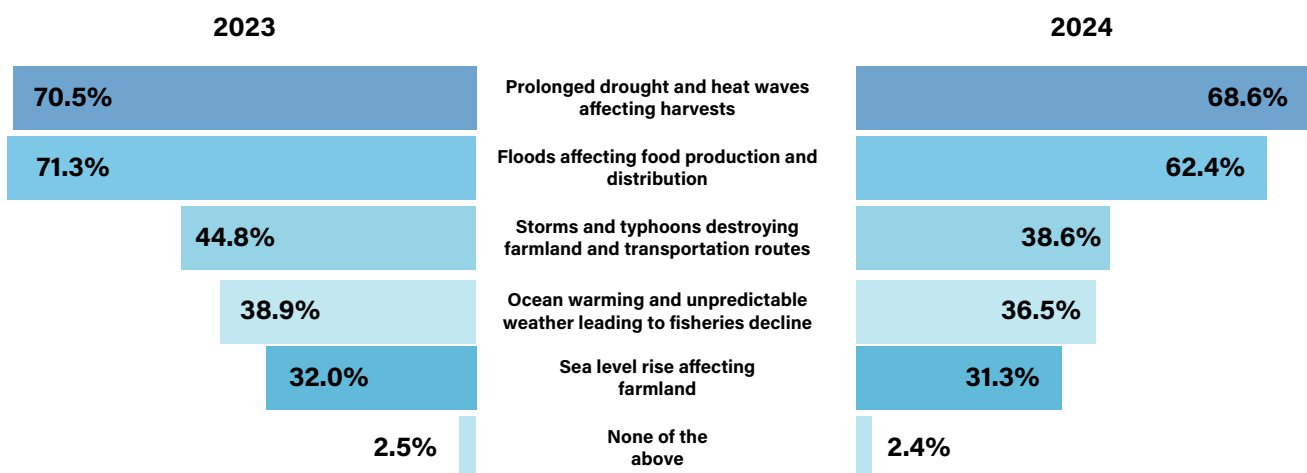 2023
2024
70.5%
Prolonged drought and heat waves
affecting harvests
68.6%
71.3%
Floods affecting food production and
distribution
62.4%
44.8%
Storms and typhoons destroying
farmland and transportation routes
38.6%
38.9%
Ocean warming and unpredictable
weather leading to fisheries decline
36.5%
32.0%
Sea level rise affecting
farmland
31.3%
2.5%
None of the
above
2.4%